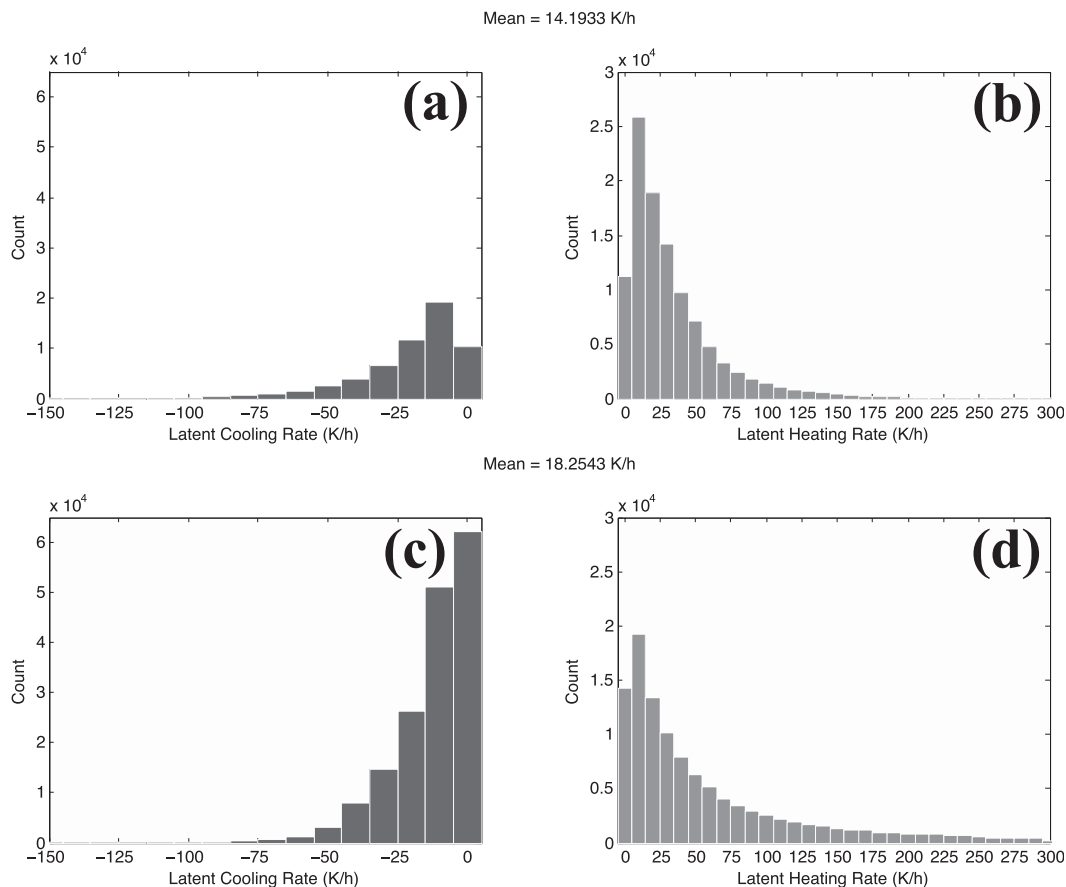 Mean = 14.1933 K/h
x 10^4
6
5
4
3
2
1
0
Count
−150 −125 −100 −75 −50 −25 0
Latent Cooling Rate (K/h)
(a)
x 10^4
3
2.5
2
1.5
1
0.5
0
Count
0 25 50 75 100 125 150 175 200 225 250 275 300
Latent Heating Rate (K/h)
(b)
Mean = 18.2543 K/h
x 10^4
6
5
4
3
2
1
0
Count
−150 −125 −100 −75 −50 −25 0
Latent Cooling Rate (K/h)
(c)
x 10^4
3
2.5
2
1.5
1
0.5
0
Count
0 25 50 75 100 125 150 175 200 225 250 275 300
Latent Heating Rate (K/h)
(d)